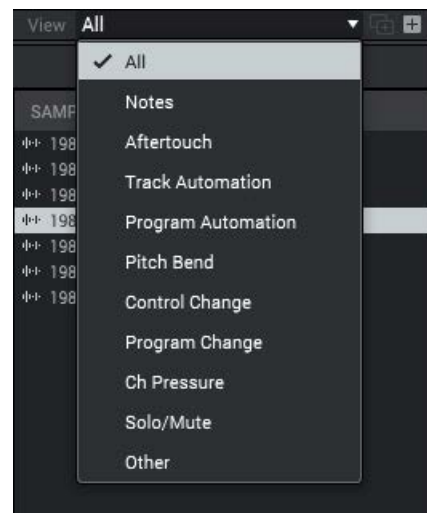 View All
All
Notes
SAMP
Aftertouch
198
198
Track Automation
198
198
Program Automation
198
Pitch Bend
198
198
Control Change
Program Change
Ch Pressure
Solo/Mute
Other